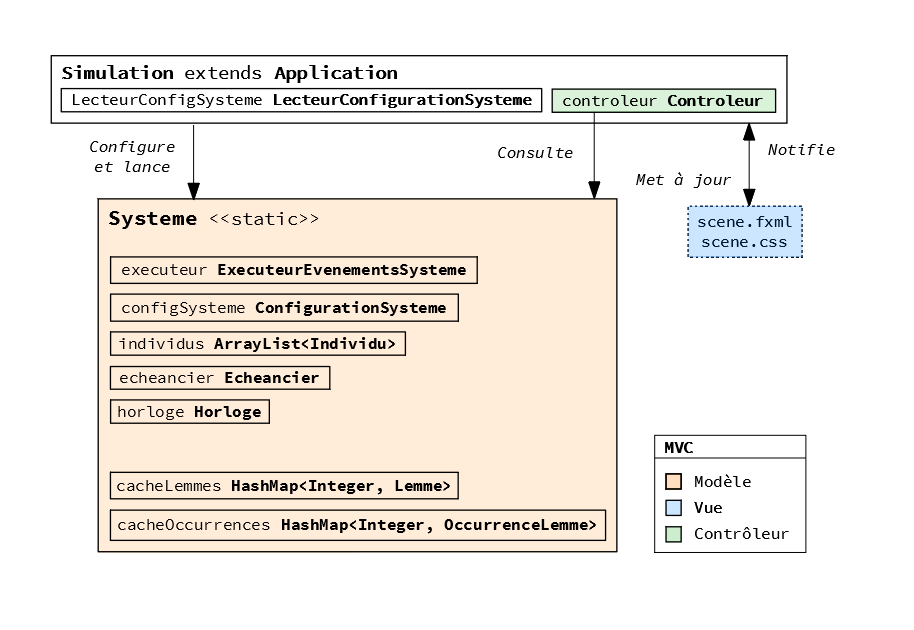 Simulation extends Application
LecteurConfigSysteme LecteurConfigurationSysteme
controleur Controleur
Configure
et lance
Consulte
Notifie
Met à jour
scene.fxml
scene.css
Systeme <<static>>
executeur ExecuteurEvenementsSysteme
configSysteme ConfigurationSysteme
individus ArrayList<Individu>
echeancier Echeancier
horloge Horloge
cacheLemmes HashMap<Integer, Lemme>
cacheOccurrences HashMap<Integer, OccurrenceLemme>
MVC
Modèle
Vue
Contrôleur